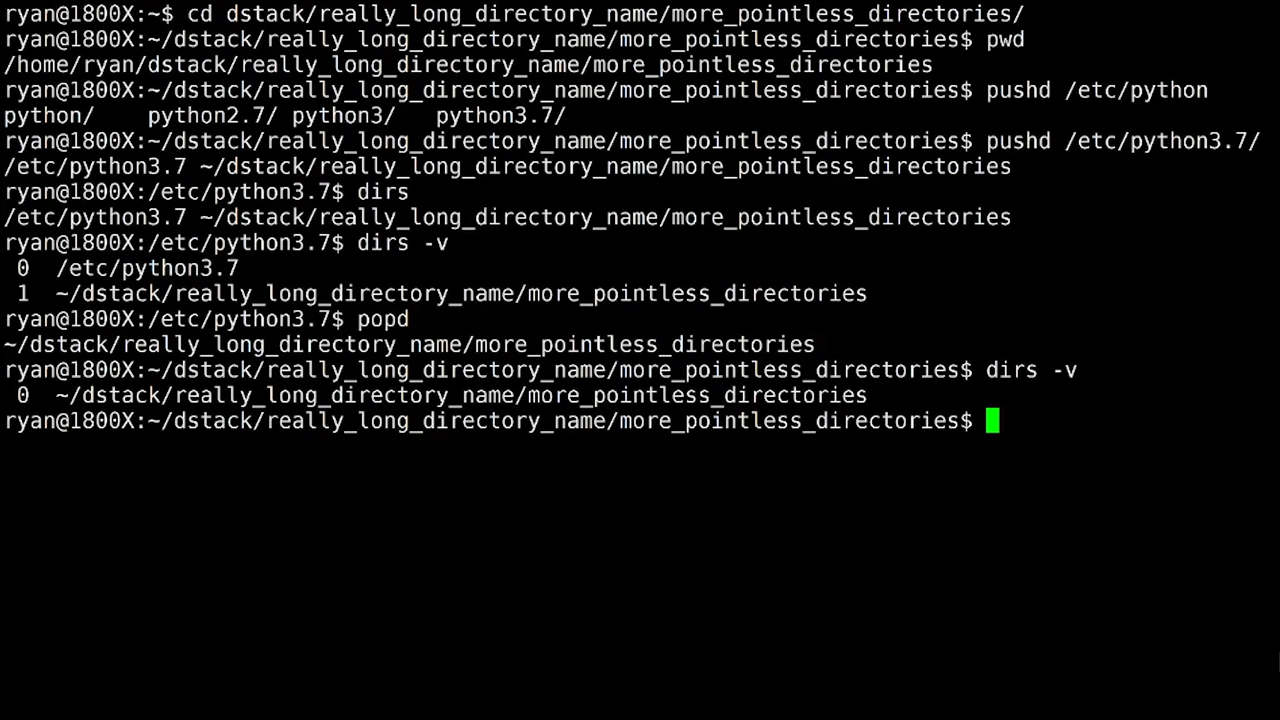 ryan@1800X:~$ cd dstack/really_long_directory_name/more_pointless_directories/
ryan@1800X:~/dstack/really_long_directory_name/more_pointless_directories$ pwd
/home/ryan/dstack/really_long_directory_name/more_pointless_directories
ryan@1800X:~/dstack/really_long_directory_name/more_pointless_directories$ pushd /etc/python
python/    python2.7/ python3/   python3.7/
ryan@1800X:~/dstack/really_long_directory_name/more_pointless_directories$ pushd /etc/python3.7/
/etc/python3.7 ~/dstack/really_long_directory_name/more_pointless_directories
ryan@1800X:/etc/python3.7$ dirs
/etc/python3.7 ~/dstack/really_long_directory_name/more_pointless_directories
ryan@1800X:/etc/python3.7$ dirs -v
 0  /etc/python3.7
 1  ~/dstack/really_long_directory_name/more_pointless_directories
ryan@1800X:/etc/python3.7$ popd
~/dstack/really_long_directory_name/more_pointless_directories
ryan@1800X:~/dstack/really_long_directory_name/more_pointless_directories$ dirs -v
 0  ~/dstack/really_long_directory_name/more_pointless_directories
ryan@1800X:~/dstack/really_long_directory_name/more_pointless_directories$